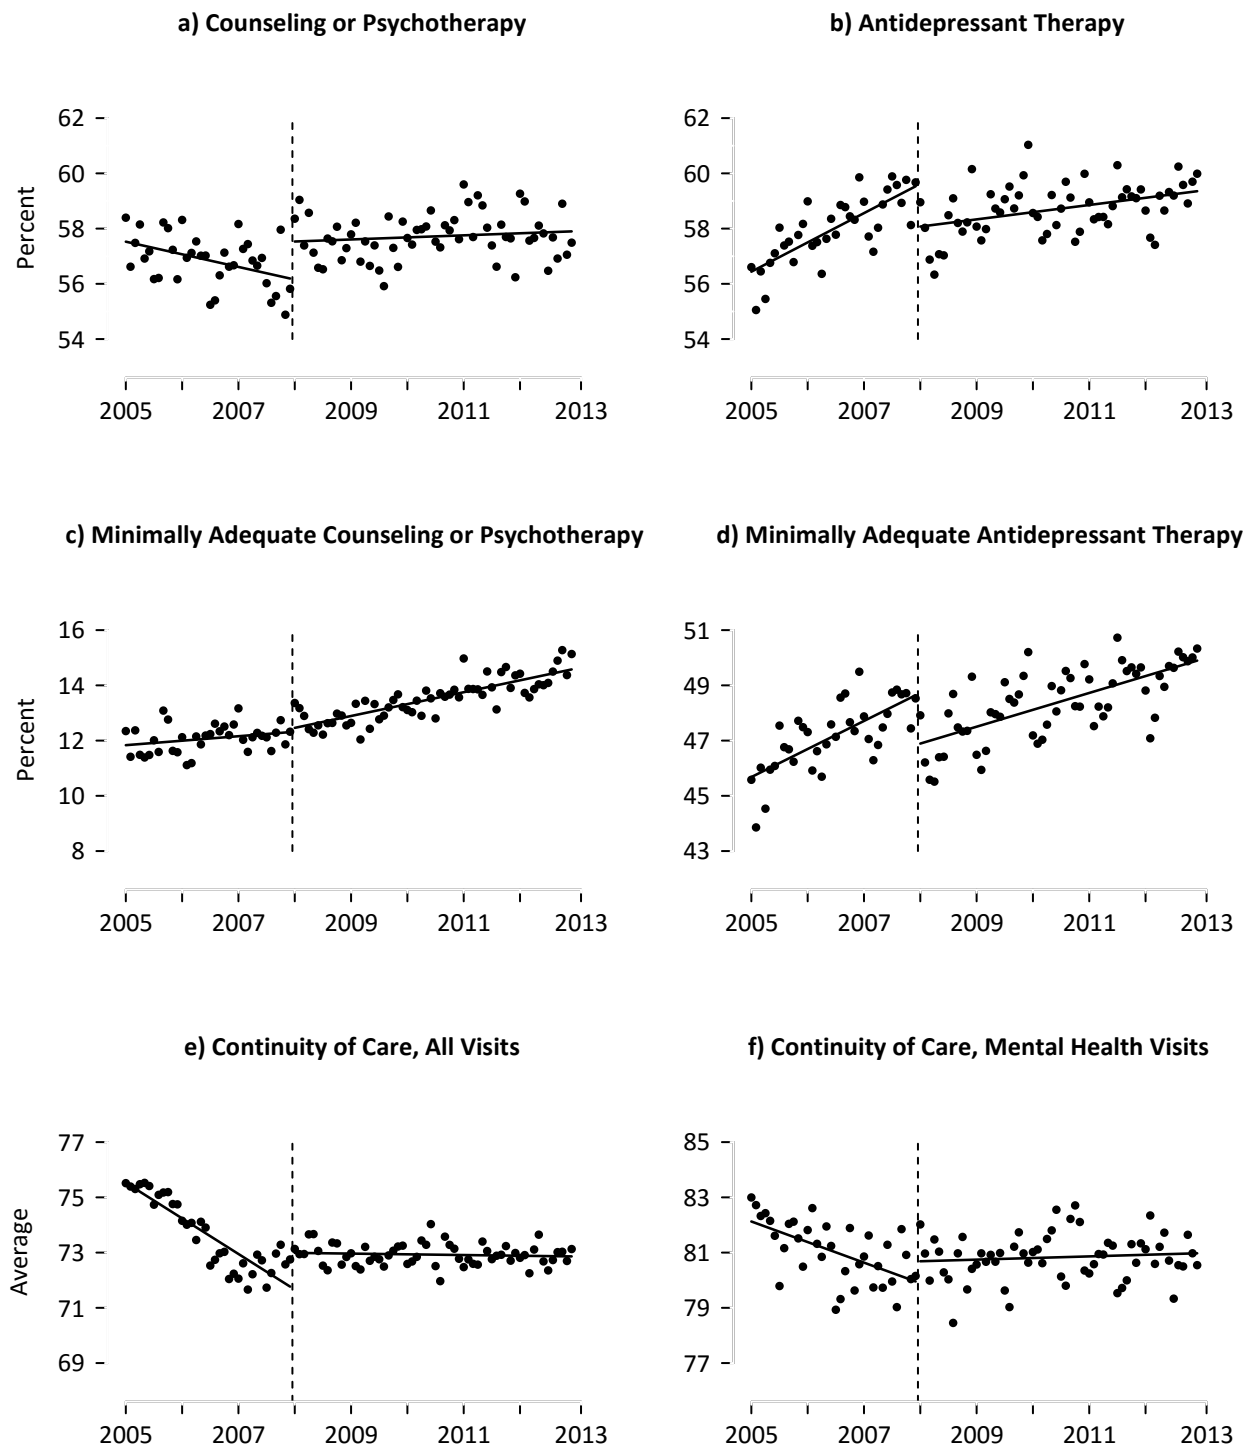 a) Counseling or Psychotherapy
62
60
58
56
54
Percent
2005 2007 2009 2011 2013
b) Antidepressant Therapy
62
60
58
56
54
2005 2007 2009 2011 2013
c) Minimally Adequate Counseling or Psychotherapy
16
14
12
10
8
Percent
2005 2007 2009 2011 2013
d) Minimally Adequate Antidepressant Therapy
51
49
47
45
43
2005 2007 2009 2011 2013
e) Continuity of Care, All Visits
77
75
73
71
69
Average
2005 2007 2009 2011 2013
f) Continuity of Care, Mental Health Visits
85
83
81
79
77
2005 2007 2009 2011 2013